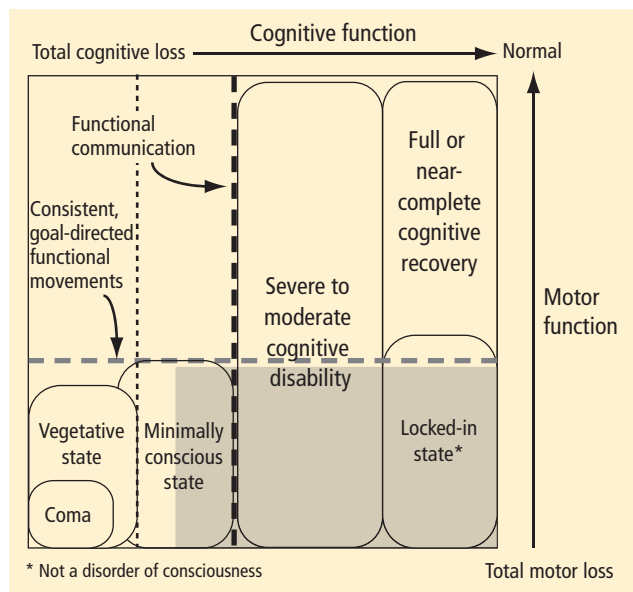 Cognitive function
Total cognitive loss
Normal
Functional
communication
Consistent,
goal-directed
functional
movements
Full or
near-
complete
cognitive
recovery
Severe to
moderate
cognitive
disability
Motor
function
Vegetative
state
Minimally
conscious
state
Locked-in
state*
Coma
* Not a disorder of consciousness
Total motor loss